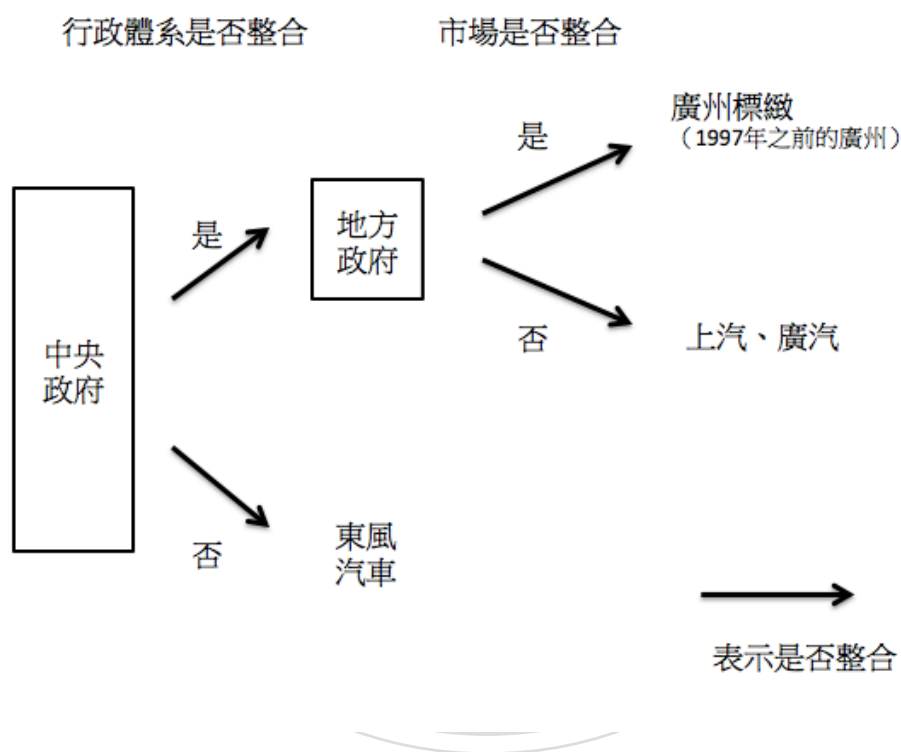 行政體系是否整合
市場是否整合
廣州標緻
（1997年之前的廣州）
是
是
地方
政府
否
上汽、廣汽
中央
政府
否
東風
汽車
表示是否整合